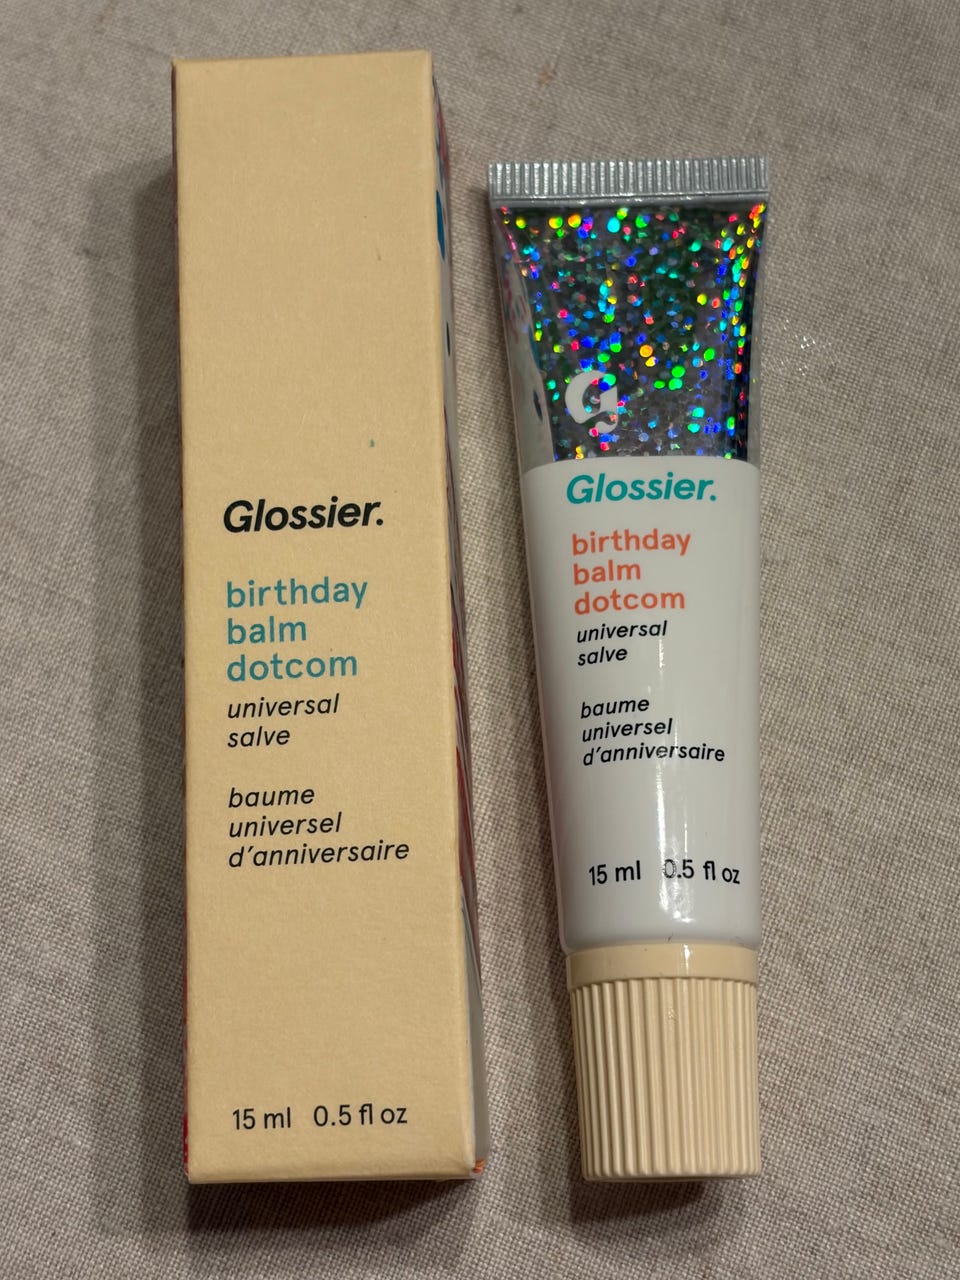 Glossier.
birthday
balm
dotcom
universal
salve
baume
universel
d’anniversaire
15 ml 0.5 fl oz
G
Glossier.
birthday
balm
dotcom
universal
salve
baume
universel
d’anniversaire
15 ml 0.5 fl oz